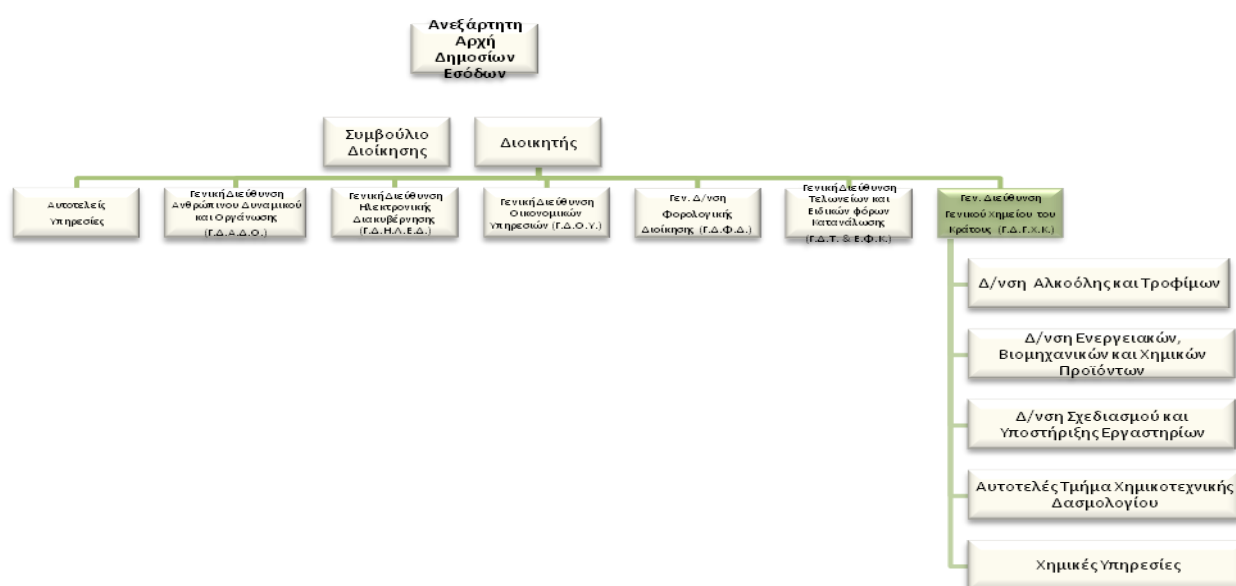 Ανεξάρτητη
Αρχή
Δημοσίων
Εσόδων
Συμβούλιο
Διοίκησης
Διοικητής
Αυτοτελείς
Υπηρεσίες
Γενική Διεύθυνση
Ανθρώπινου Δυναμικού
και Οργάνωσης
(Γ.Δ.Α.Δ.Ο.)
Γενική Διεύθυνση
Ηλεκτρονικής
Διακυβέρνησης
(Γ.Δ.Η.Λ.Ε.Δ.)
Γενική Διεύθυνση
Οικονομικών
Υπηρεσιών (Γ.Δ.Ο.Υ.)
Γεν. Δ/νση
Φορολογικής
Διοίκησης (Γ.Δ.Φ.Δ.)
Γενική Διεύθυνση
Τελωνείων και
Ειδικών φόρων
Κατανάλωσης
(Γ.Δ.Τ. & Ε.Φ.Κ.)
Γεν. Διεύθυνση
Γενικού Χημείου του
Κράτους (Γ.Δ.Γ.Χ.Κ.)
Δ/νση Αλκοόλης και Τροφίμων
Δ/νση Ενεργειακών,
Βιομηχανικών και Χημικών
Προϊόντων
Δ/νση Σχεδιασμού και
Υποστήριξης Εργαστηρίων
Αυτοτελές Τμήμα Χημικοτεχνικής
Δασμολογίου
Χημικές Υπηρεσίες